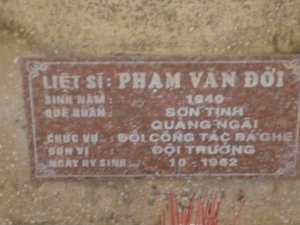 LIỆT SĨ: PHẠM VĂN ĐỜI
SINH NĂM : 1940
QUÊ QUÁN : SƠN TỊNH
QUẢNG NGÃI
CHỨC VỤ : ĐỘI CÔNG TÁC BA GHE
ĐƠN VỊ : ĐỘI TRƯỞNG
NGÀY HY SINH : 10-1962